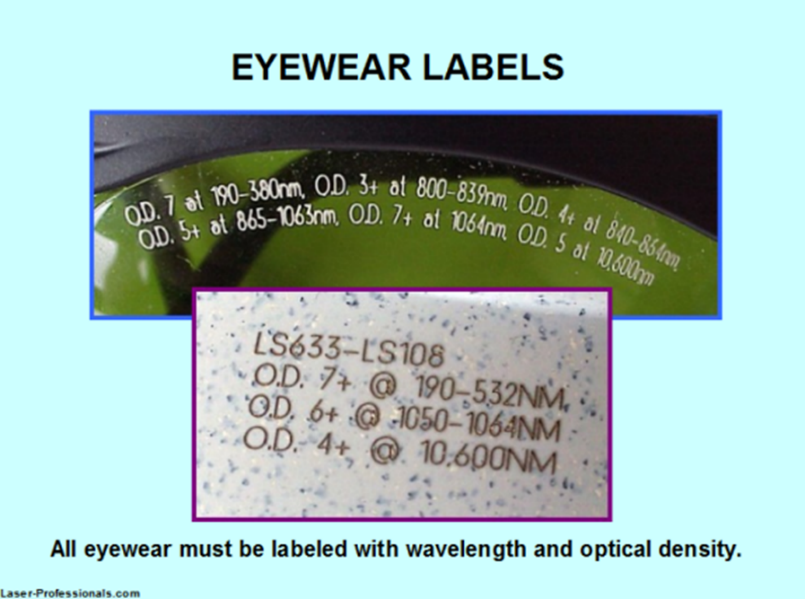 EYEWEAR LABELS
O.D. 7 at 190-380nm, O.D. 3+ at 800-839nm, O.D. 4+ at 840-864nm,
O.D. 5+ at 865-1063nm, O.D. 7+ at 1064nm, O.D. 5 at 10,600nm
LS633-LS108
O.D. 7+ @ 190-532NM,
O.D. 6+ @ 1050-1064NM
O.D. 4+ @ 10,600NM
All eyewear must be labeled with wavelength and optical density.
Laser-Professionals.com